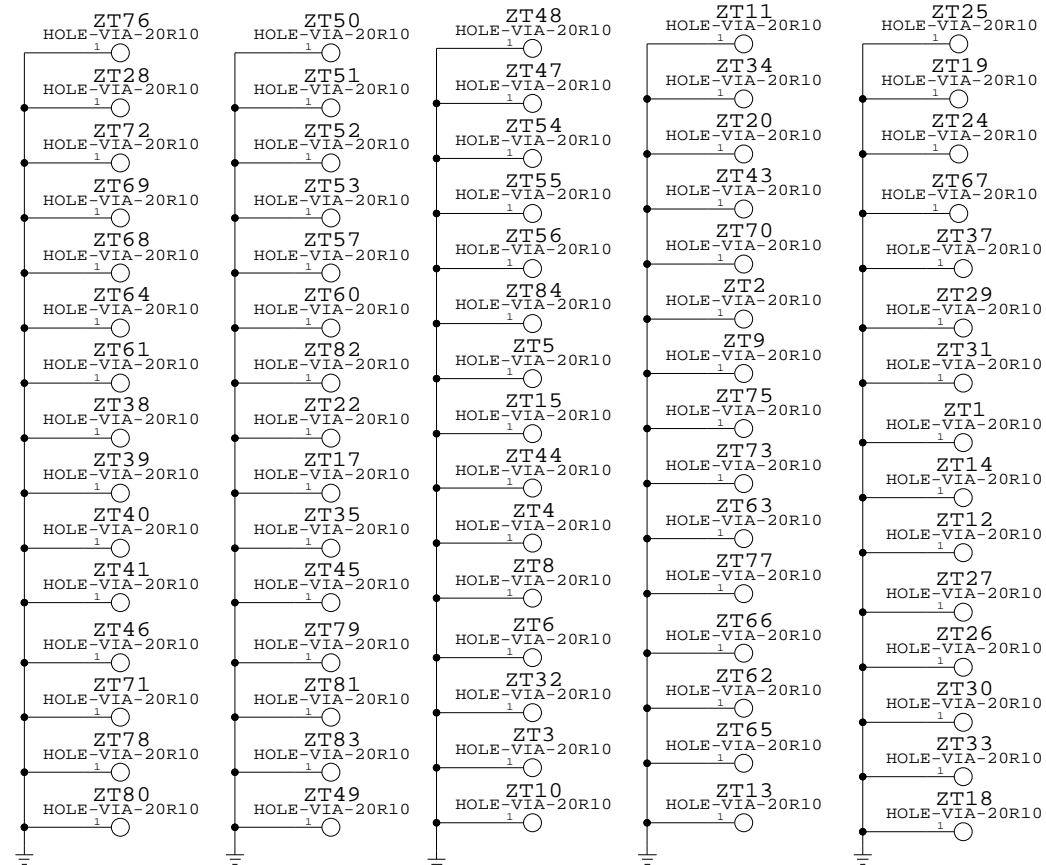 ZT76
HOLE-VIA-20R10
1
ZT28
HOLE-VIA-20R10
1
ZT72
HOLE-VIA-20R10
1
ZT69
HOLE-VIA-20R10
1
ZT68
HOLE-VIA-20R10
1
ZT64
HOLE-VIA-20R10
1
ZT61
HOLE-VIA-20R10
1
ZT38
HOLE-VIA-20R10
1
ZT39
HOLE-VIA-20R10
1
ZT40
HOLE-VIA-20R10
1
ZT41
HOLE-VIA-20R10
1
ZT46
HOLE-VIA-20R10
1
ZT71
HOLE-VIA-20R10
1
ZT78
HOLE-VIA-20R10
1
ZT80
HOLE-VIA-20R10
1
ZT50
HOLE-VIA-20R10
1
ZT51
HOLE-VIA-20R10
1
ZT52
HOLE-VIA-20R10
1
ZT53
HOLE-VIA-20R10
1
ZT57
HOLE-VIA-20R10
1
ZT60
HOLE-VIA-20R10
1
ZT82
HOLE-VIA-20R10
1
ZT22
HOLE-VIA-20R10
1
ZT17
HOLE-VIA-20R10
1
ZT35
HOLE-VIA-20R10
1
ZT45
HOLE-VIA-20R10
1
ZT79
HOLE-VIA-20R10
1
ZT81
HOLE-VIA-20R10
1
ZT83
HOLE-VIA-20R10
1
ZT49
HOLE-VIA-20R10
1
ZT48
HOLE-VIA-20R10
1
ZT47
HOLE-VIA-20R10
1
ZT54
HOLE-VIA-20R10
1
ZT55
HOLE-VIA-20R10
1
ZT56
HOLE-VIA-20R10
1
ZT84
HOLE-VIA-20R10
1
ZT5
HOLE-VIA-20R10
1
ZT15
HOLE-VIA-20R10
1
ZT44
HOLE-VIA-20R10
1
ZT4
HOLE-VIA-20R10
1
ZT8
HOLE-VIA-20R10
1
ZT6
HOLE-VIA-20R10
1
ZT32
HOLE-VIA-20R10
1
ZT3
HOLE-VIA-20R10
1
ZT10
HOLE-VIA-20R10
1
ZT11
HOLE-VIA-20R10
1
ZT34
HOLE-VIA-20R10
1
ZT20
HOLE-VIA-20R10
1
ZT43
HOLE-VIA-20R10
1
ZT70
HOLE-VIA-20R10
1
ZT2
HOLE-VIA-20R10
1
ZT9
HOLE-VIA-20R10
1
ZT75
HOLE-VIA-20R10
1
ZT73
HOLE-VIA-20R10
1
ZT63
HOLE-VIA-20R10
1
ZT77
HOLE-VIA-20R10
1
ZT66
HOLE-VIA-20R10
1
ZT62
HOLE-VIA-20R10
1
ZT65
HOLE-VIA-20R10
1
ZT13
HOLE-VIA-20R10
1
ZT25
HOLE-VIA-20R10
1
ZT19
HOLE-VIA-20R10
1
ZT24
HOLE-VIA-20R10
1
ZT67
HOLE-VIA-20R10
1
ZT37
HOLE-VIA-20R10
1
ZT29
HOLE-VIA-20R10
1
ZT31
HOLE-VIA-20R10
1
ZT1
HOLE-VIA-20R10
1
ZT14
HOLE-VIA-20R10
1
ZT12
HOLE-VIA-20R10
1
ZT27
HOLE-VIA-20R10
1
ZT26
HOLE-VIA-20R10
1
ZT30
HOLE-VIA-20R10
1
ZT33
HOLE-VIA-20R10
1
ZT18
HOLE-VIA-20R10
1